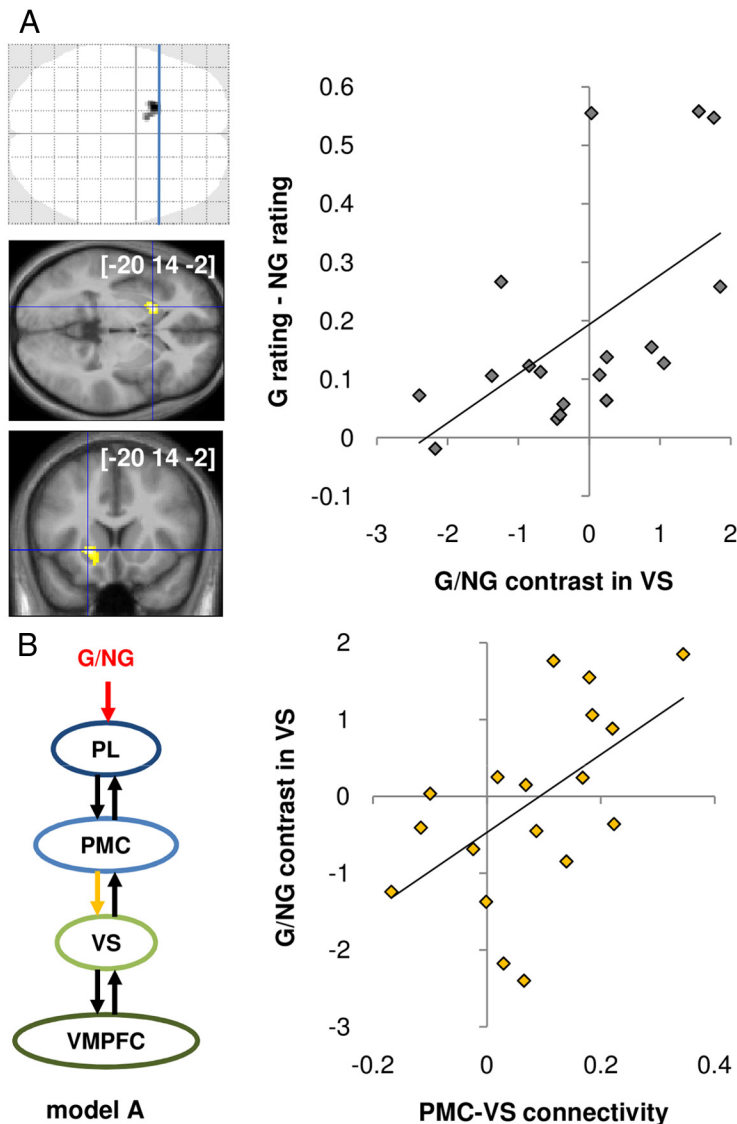 A
[-20 14 -2]
[-20 14 -2]
G rating - NG rating
0.6
0.5
0.4
0.3
0.2
0.1
0
-0.1
-3 -2 -1 0 1 2
G/NG contrast in VS
B
G/NG
PL
PMC
VS
VMPFC
model A
G/NG contrast in VS
2
1
0
-1
-2
-3
-0.2 0 0.2 0.4
PMC-VS connectivity